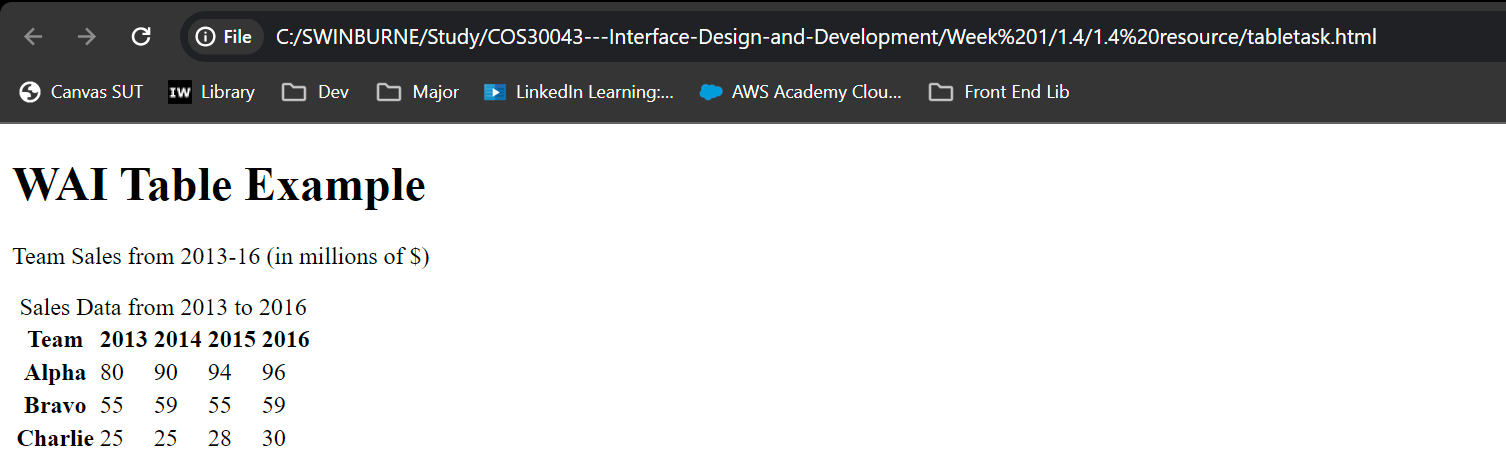 File C:/SWINBURNE/Study/COS30043---Interface-Design-and-Development/Week%201/1.4/1.4%20resource/tabletask.html
Canvas SUT IW Library Dev Major LinkedIn Learning:... AWS Academy Clou... Front End Lib
WAI Table Example
Team Sales from 2013-16 (in millions of $)
Sales Data from 2013 to 2016
Team 2013 2014 2015 2016
Alpha 80 90 94 96
Bravo 55 59 55 59
Charlie 25 25 28 30